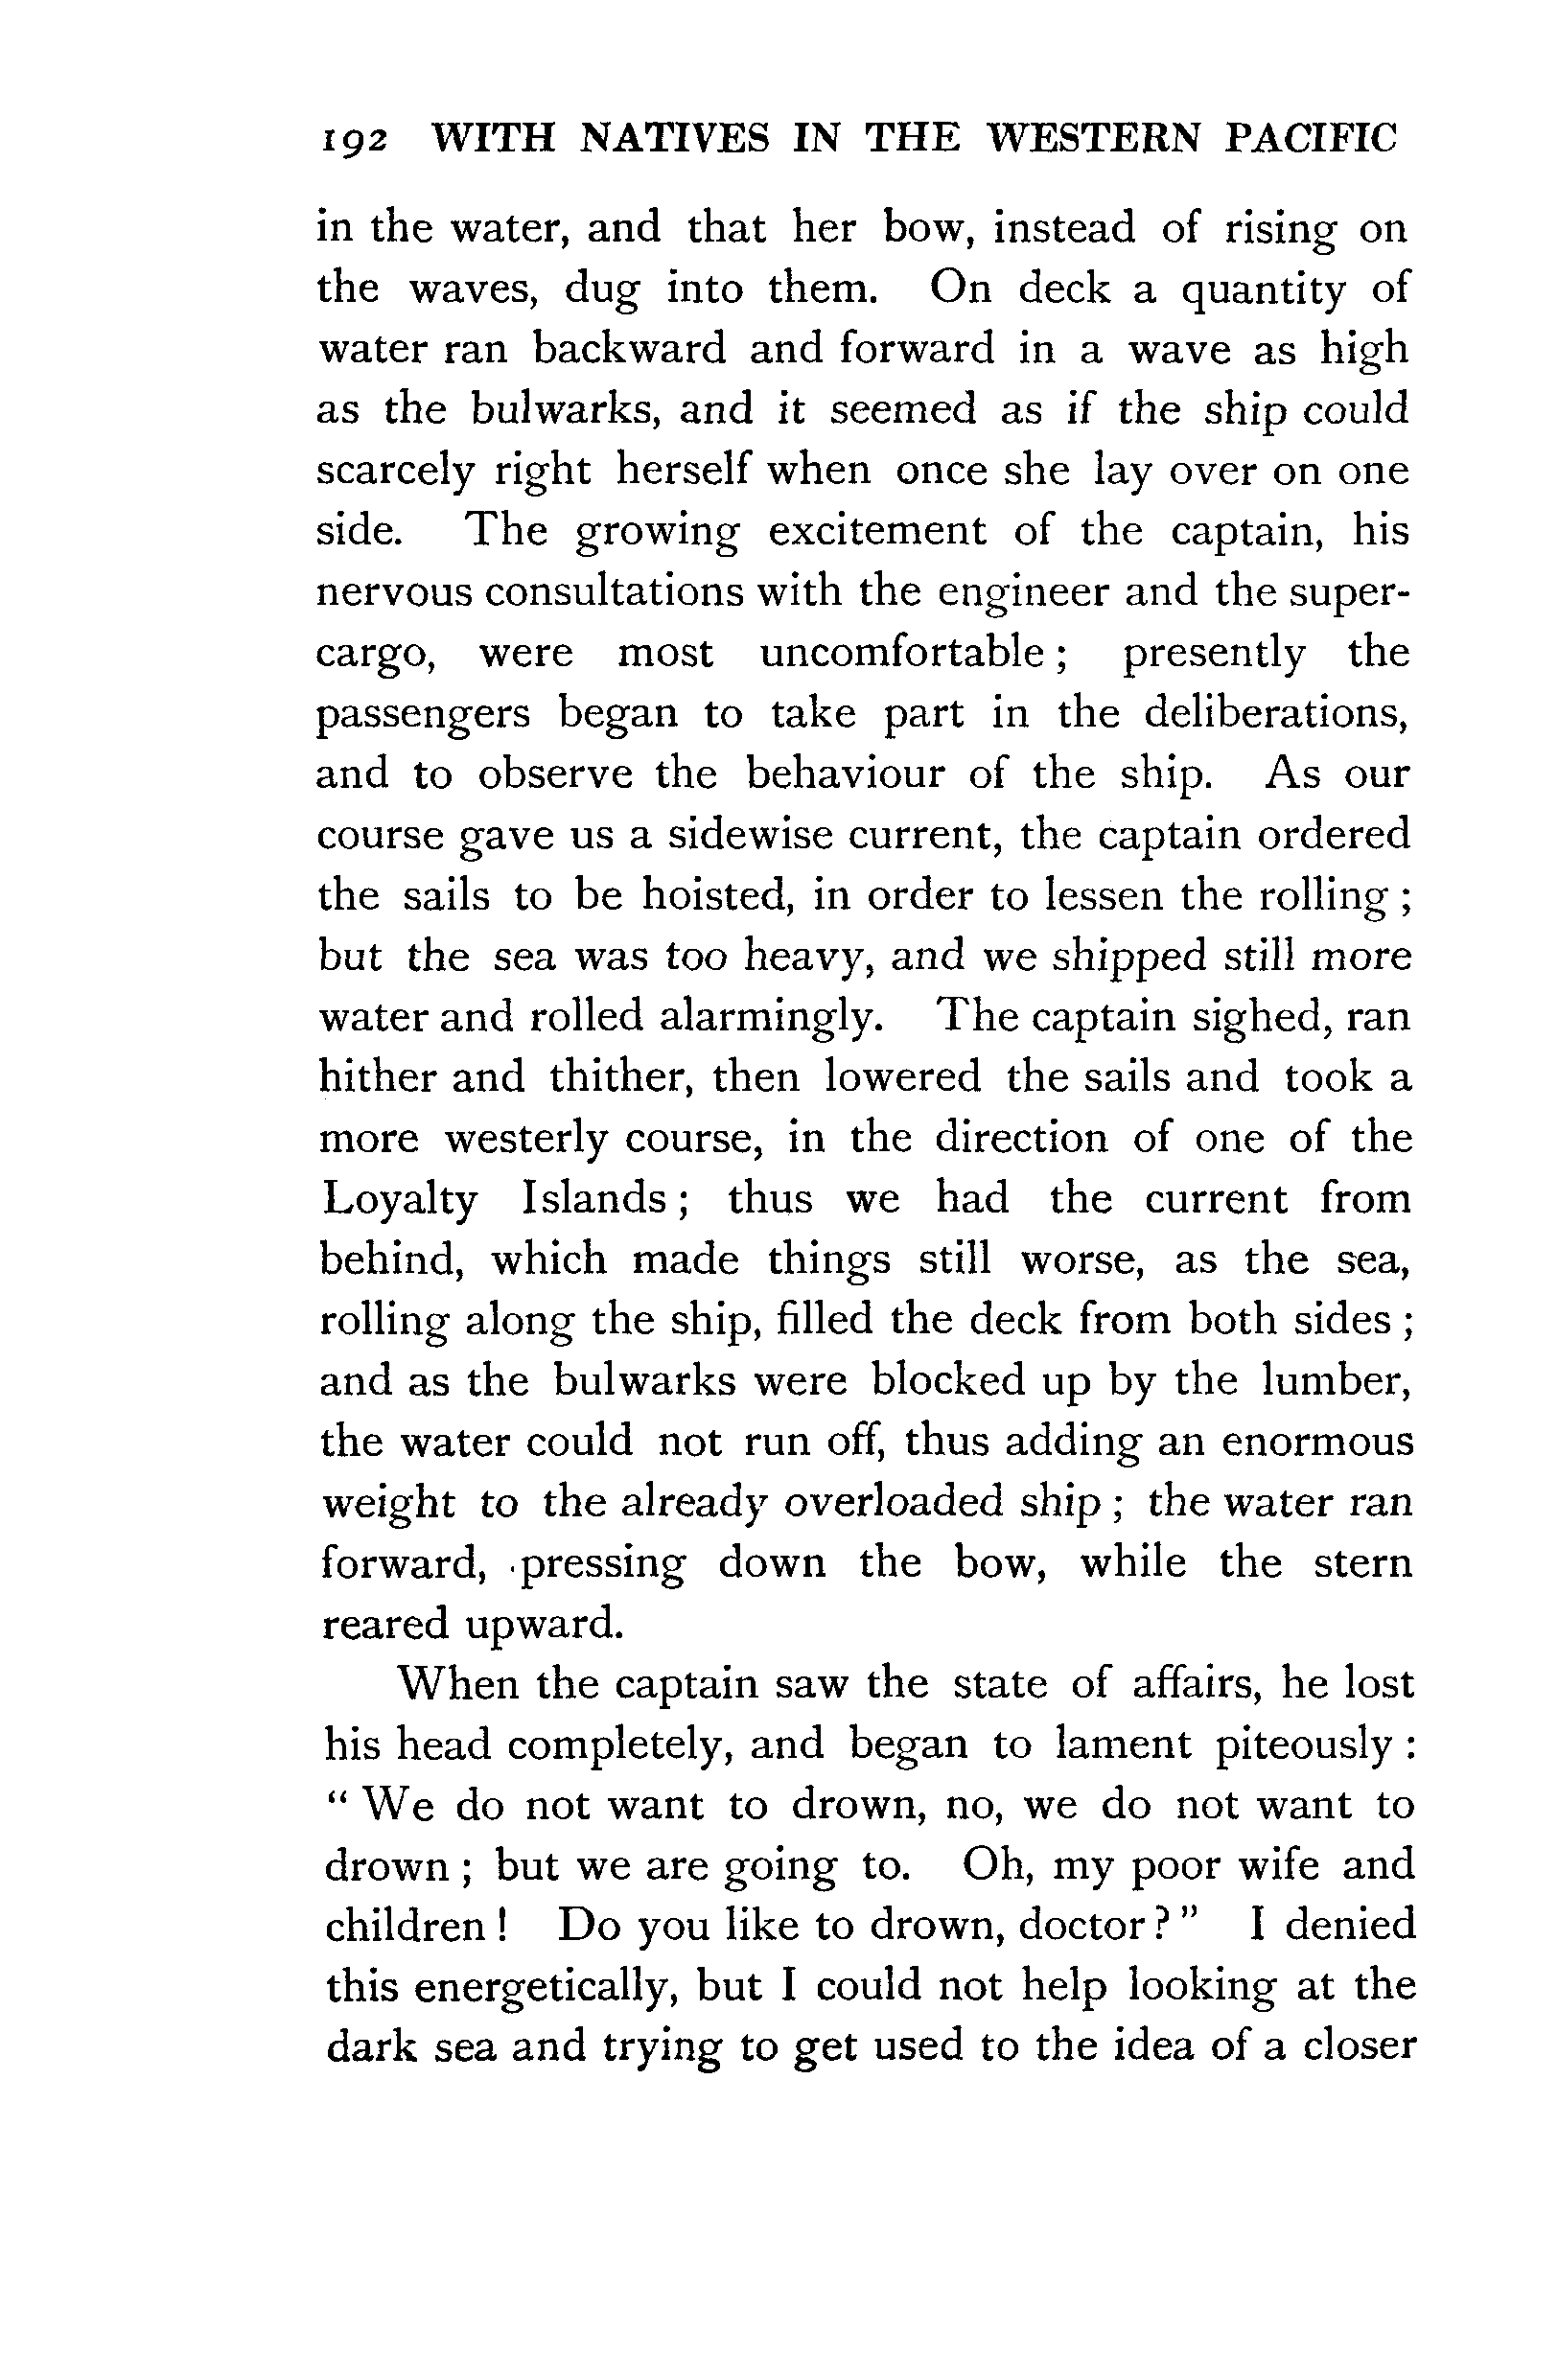 192 WITH NATIVES IN THE WESTERN PACIFIC
in the water, and that her bow, instead of rising on
the waves, dug into them. On deck a quantity of
water ran backward and forward in a wave as high
as the bulwarks, and it seemed as if the ship could
scarcely right herself when once she lay over on one
side. The growing excitement of the captain, his
nervous consultations with the engineer and the super-
cargo, were most uncomfortable; presently the
passengers began to take part in the deliberations,
and to observe the behaviour of the ship. As our
course gave us a sidewise current, the captain ordered
the sails to be hoisted, in order to lessen the rolling;
but the sea was too heavy, and we shipped still more
water and rolled alarmingly. The captain sighed, ran
hither and thither, then lowered the sails and took a
more westerly course, in the direction of one of the
Loyalty Islands; thus we had the current from
behind, which made things still worse, as the sea,
rolling along the ship, filled the deck from both sides;
and as the bulwarks were blocked up by the lumber,
the water could not run off, thus adding an enormous
weight to the already overloaded ship; the water ran
forward, pressing down the bow, while the stern
reared upward.
When the captain saw the state of affairs, he lost
his head completely, and began to lament piteously:
“We do not want to drown, no, we do not want to
drown; but we are going to. Oh, my poor wife and
children! Do you like to drown, doctor?” I denied
this energetically, but I could not help looking at the
dark sea and trying to get used to the idea of a closer